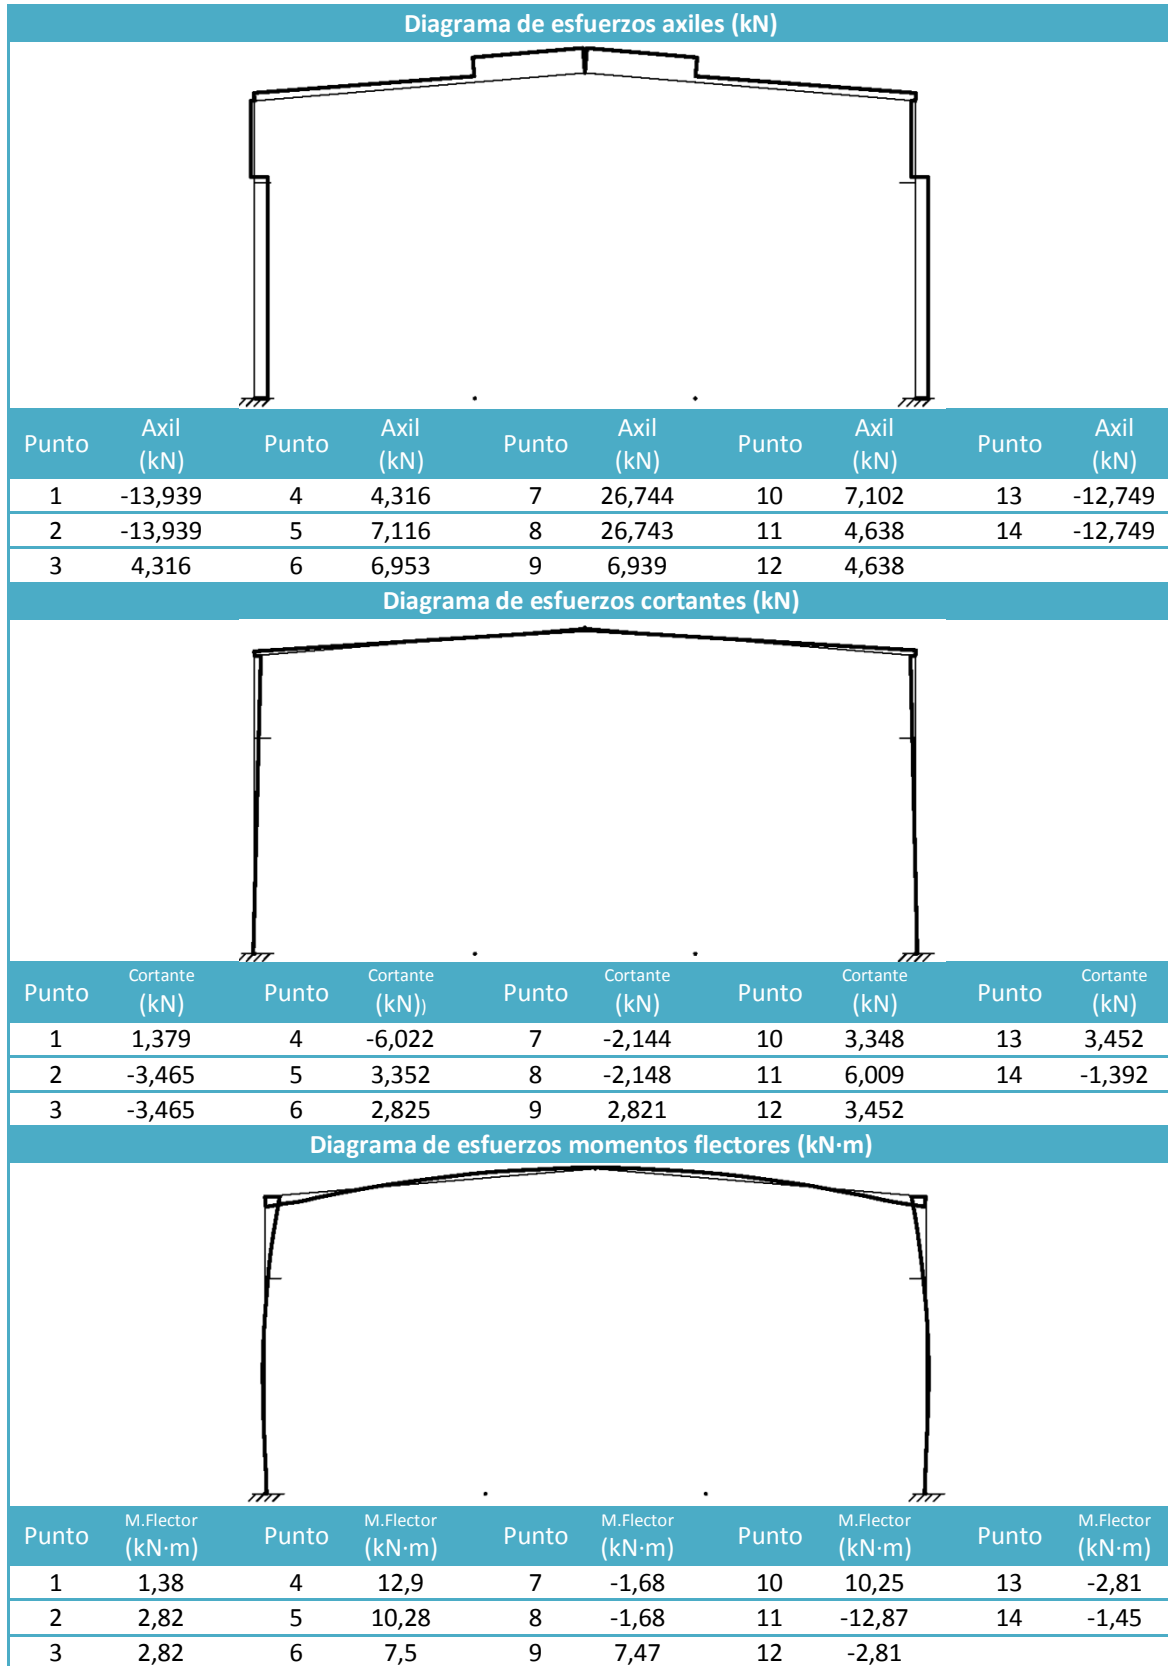 Diagrama de esfuerzos axiles (kN)
Punto Axil (kN) Punto Axil (kN) Punto Axil (kN) Punto Axil (kN) Punto Axil (kN)
1 -13,939 4 4,316 7 26,744 10 7,102 13 -12,749
2 -13,939 5 7,116 8 26,743 11 4,638 14 -12,749
3 4,316 6 6,953 9 6,939 12 4,638
Diagrama de esfuerzos cortantes (kN)
Punto Cortante (kN) Punto Cortante (kN)) Punto Cortante (kN) Punto Cortante (kN) Punto Cortante (kN)
1 1,379 4 -6,022 7 -2,144 10 3,348 13 3,452
2 -3,465 5 3,352 8 -2,148 11 6,009 14 -1,392
3 -3,465 6 2,825 9 2,821 12 3,452
Diagrama de esfuerzos momentos flectores (kN·m)
Punto M.Flector (kN·m) Punto M.Flector (kN·m) Punto M.Flector (kN·m) Punto M.Flector (kN·m) Punto M.Flector (kN·m)
1 1,38 4 12,9 7 -1,68 10 10,25 13 -2,81
2 2,82 5 10,28 8 -1,68 11 -12,87 14 -1,45
3 2,82 6 7,5 9 7,47 12 -2,81